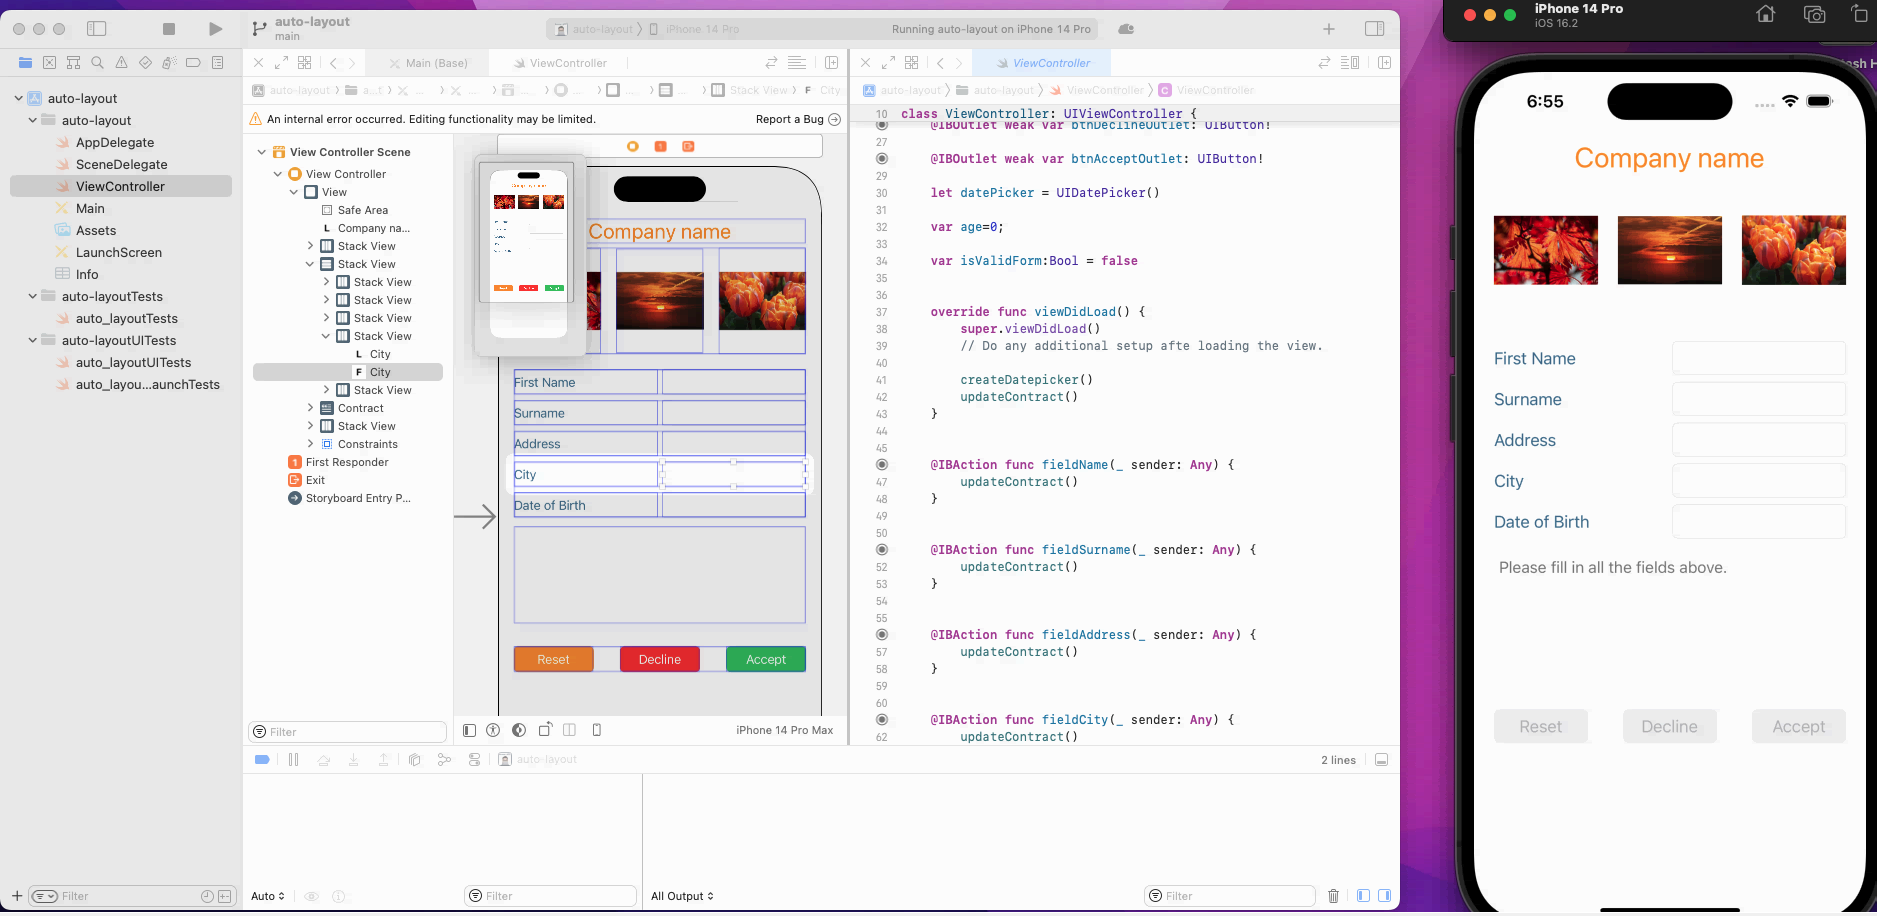 auto-layout
main
auto-layout
iPhone 14 Pro
Running auto-layout on iPhone 14 Pro
auto-layout
auto-layout
AppDelegate
SceneDelegate
ViewController
Main
Assets
LaunchScreen
Info
auto-layoutTests
auto_layoutTests
auto-layoutUITests
auto_layoutUITests
auto_layou...aunchTests
Filter
Main (Base)
ViewController
auto-layout
a...t
Stack View
F City
An internal error occurred. Editing functionality may be limited.
Report a Bug
View Controller Scene
View Controller
View
Safe Area
L Company na...
Stack View
Stack View
Stack View
Stack View
Stack View
Stack View
L City
F City
Stack View
Contract
Stack View
Constraints
First Responder
Exit
Storyboard Entry P...
Filter
Company name
First Name
Surname
Address
City
Date of Birth
Reset
Decline
Accept
iPhone 14 Pro Max
ViewController
auto-layout
auto-layout
ViewController
C ViewController
10 class ViewController: UIViewController {
@IBOutlet weak var btnDeclineOutlet: UIButton!
27
@IBOutlet weak var btnAcceptOutlet: UIButton!
29
30 let datePicker = UIDatePicker()
31
32 var age=0;
33
34 var isValidForm:Bool = false
35
36
37 override func viewDidLoad() {
38 super.viewDidLoad()
39 // Do any additional setup afte loading the view.
40
41 createDatepicker()
42 updateContract()
43 }
44
45
@IBAction func fieldName(_ sender: Any) {
47 updateContract()
48 }
49
50
@IBAction func fieldSurname(_ sender: Any) {
52 updateContract()
53 }
54
55
@IBAction func fieldAddress(_ sender: Any) {
57 updateContract()
58 }
59
60
@IBAction func fieldCity(_ sender: Any) {
62 updateContract()
auto-layout
2 lines
Auto
Filter
All Output
Filter
iPhone 14 Pro
iOS 16.2
6:55
Company name
First Name
Surname
Address
City
Date of Birth
Please fill in all the fields above.
Reset
Decline
Accept